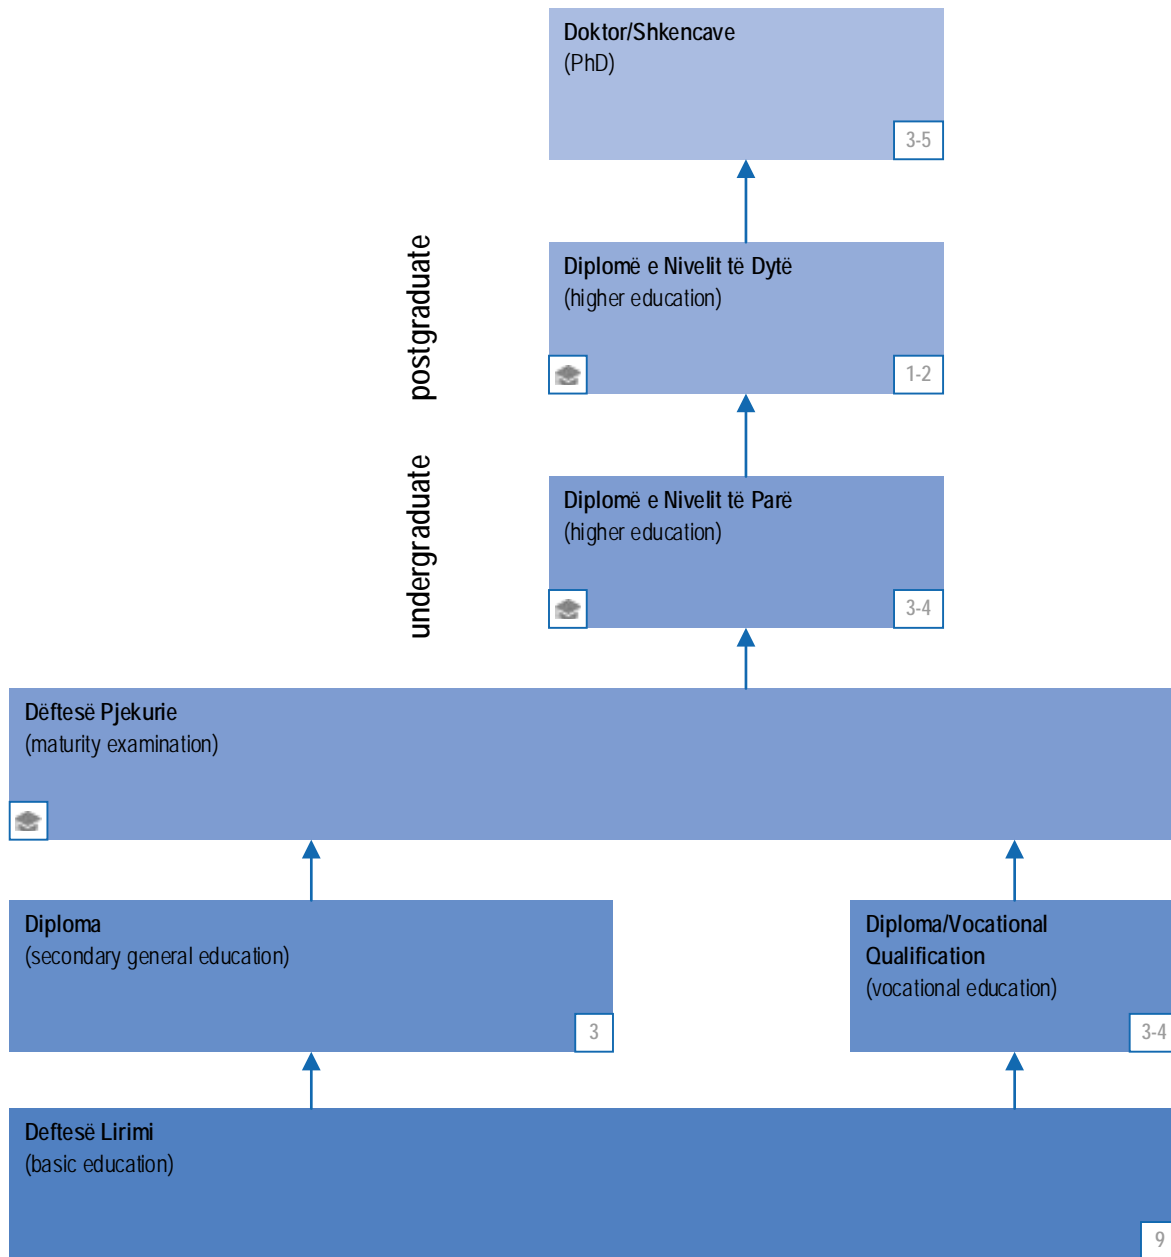 Doktor/Shkencave
(PhD)
3-5
postgraduate
Diplomë e Nivelit të Dytë
(higher education)
1-2
undergraduate
Diplomë e Nivelit të Parë
(higher education)
3-4
Dëftesë Pjekurie
(maturity examination)
Diploma
(secondary general education)
3
Diploma/Vocational
Qualification
(vocational education)
3-4
Deftesë Lirimi
(basic education)
9